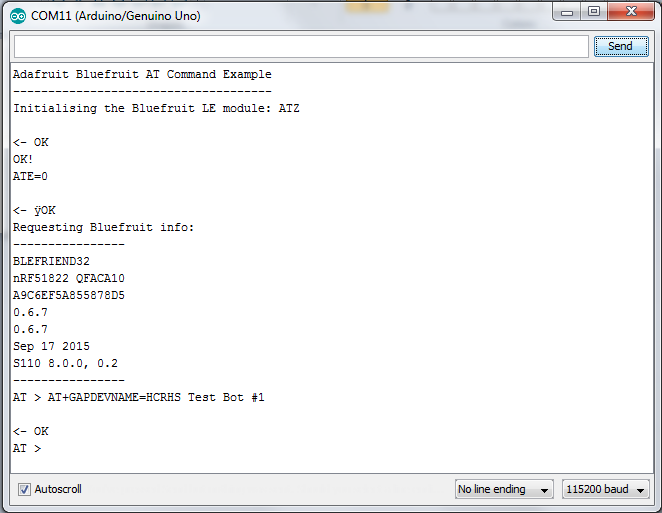 COM11 (Arduino/Genuino Uno)
Send
Adafruit Bluefruit AT Command Example
-------------------------------------
Initialising the Bluefruit LE module: ATZ
<- OK
OK!
ATE=0
<- ÿOK
Requesting Bluefruit info:
----------------
BLEFRIEND32
nRF51822 QFACA10
A9C6EF5A855878D5
0.6.7
0.6.7
Sep 17 2015
S110 8.0.0, 0.2
----------------
AT > AT+GAPDEVNAME=HCRHS Test Bot #1
<- OK
AT >
Autoscroll
No line ending
115200 baud